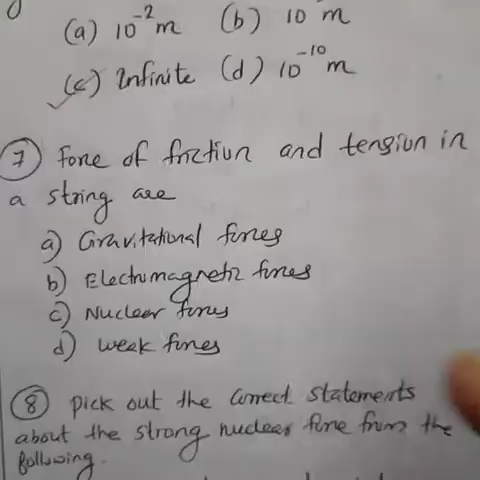 (a) 10⁻² m (b) 10 m
(c) Infinite (d) 10⁻¹⁰ m
(7) Force of friction and tension in
a string are
a) Gravitational forces
b) Electromagnetic forces
c) Nuclear forces
d) weak forces
(8) pick out the correct statements
about the strong nuclear force from the
following.